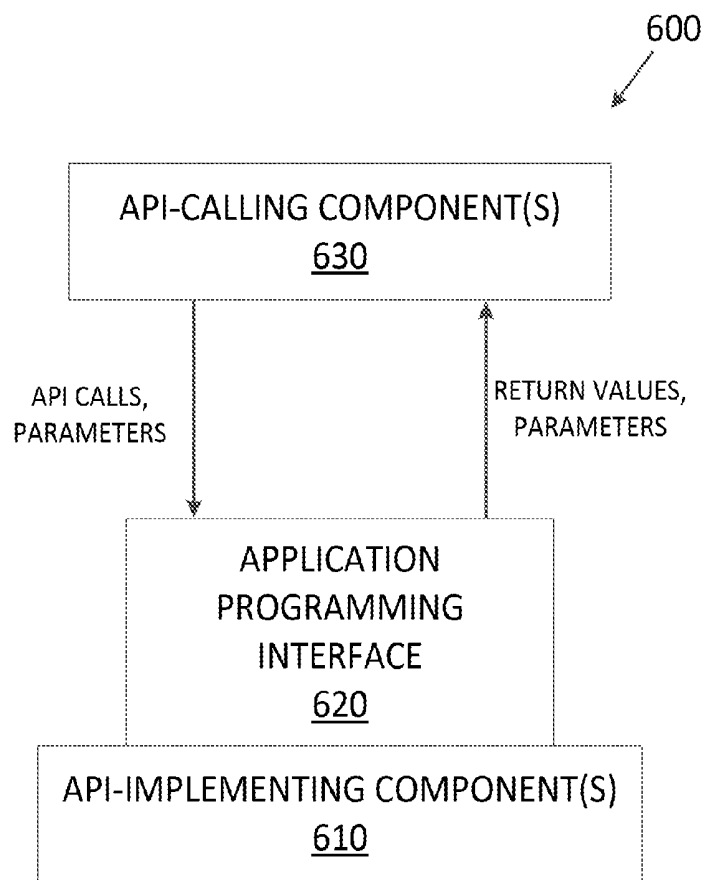 600
API-CALLING COMPONENT(S)
630
API CALLS,
PARAMETERS
RETURN VALUES,
PARAMETERS
APPLICATION
PROGRAMMING
INTERFACE
620
API-IMPLEMENTING COMPONENT(S)
610